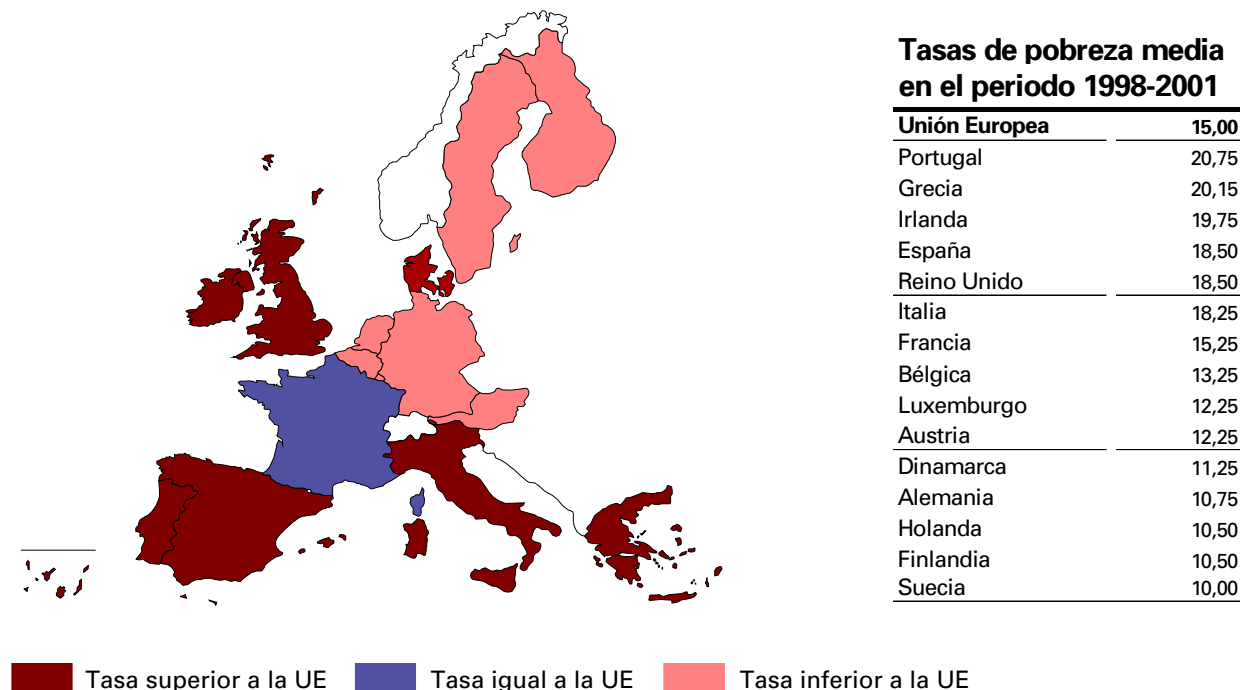 Tasas de pobreza media
en el periodo 1998-2001
Unión Europea 15,00
Portugal 20,75
Grecia 20,15
Irlanda 19,75
España 18,50
Reino Unido 18,50
Italia 18,25
Francia 15,25
Bélgica 13,25
Luxemburgo 12,25
Austria 12,25
Dinamarca 11,25
Alemania 10,75
Holanda 10,50
Finlandia 10,50
Suecia 10,00
Tasa superior a la UE Tasa igual a la UE Tasa inferior a la UE